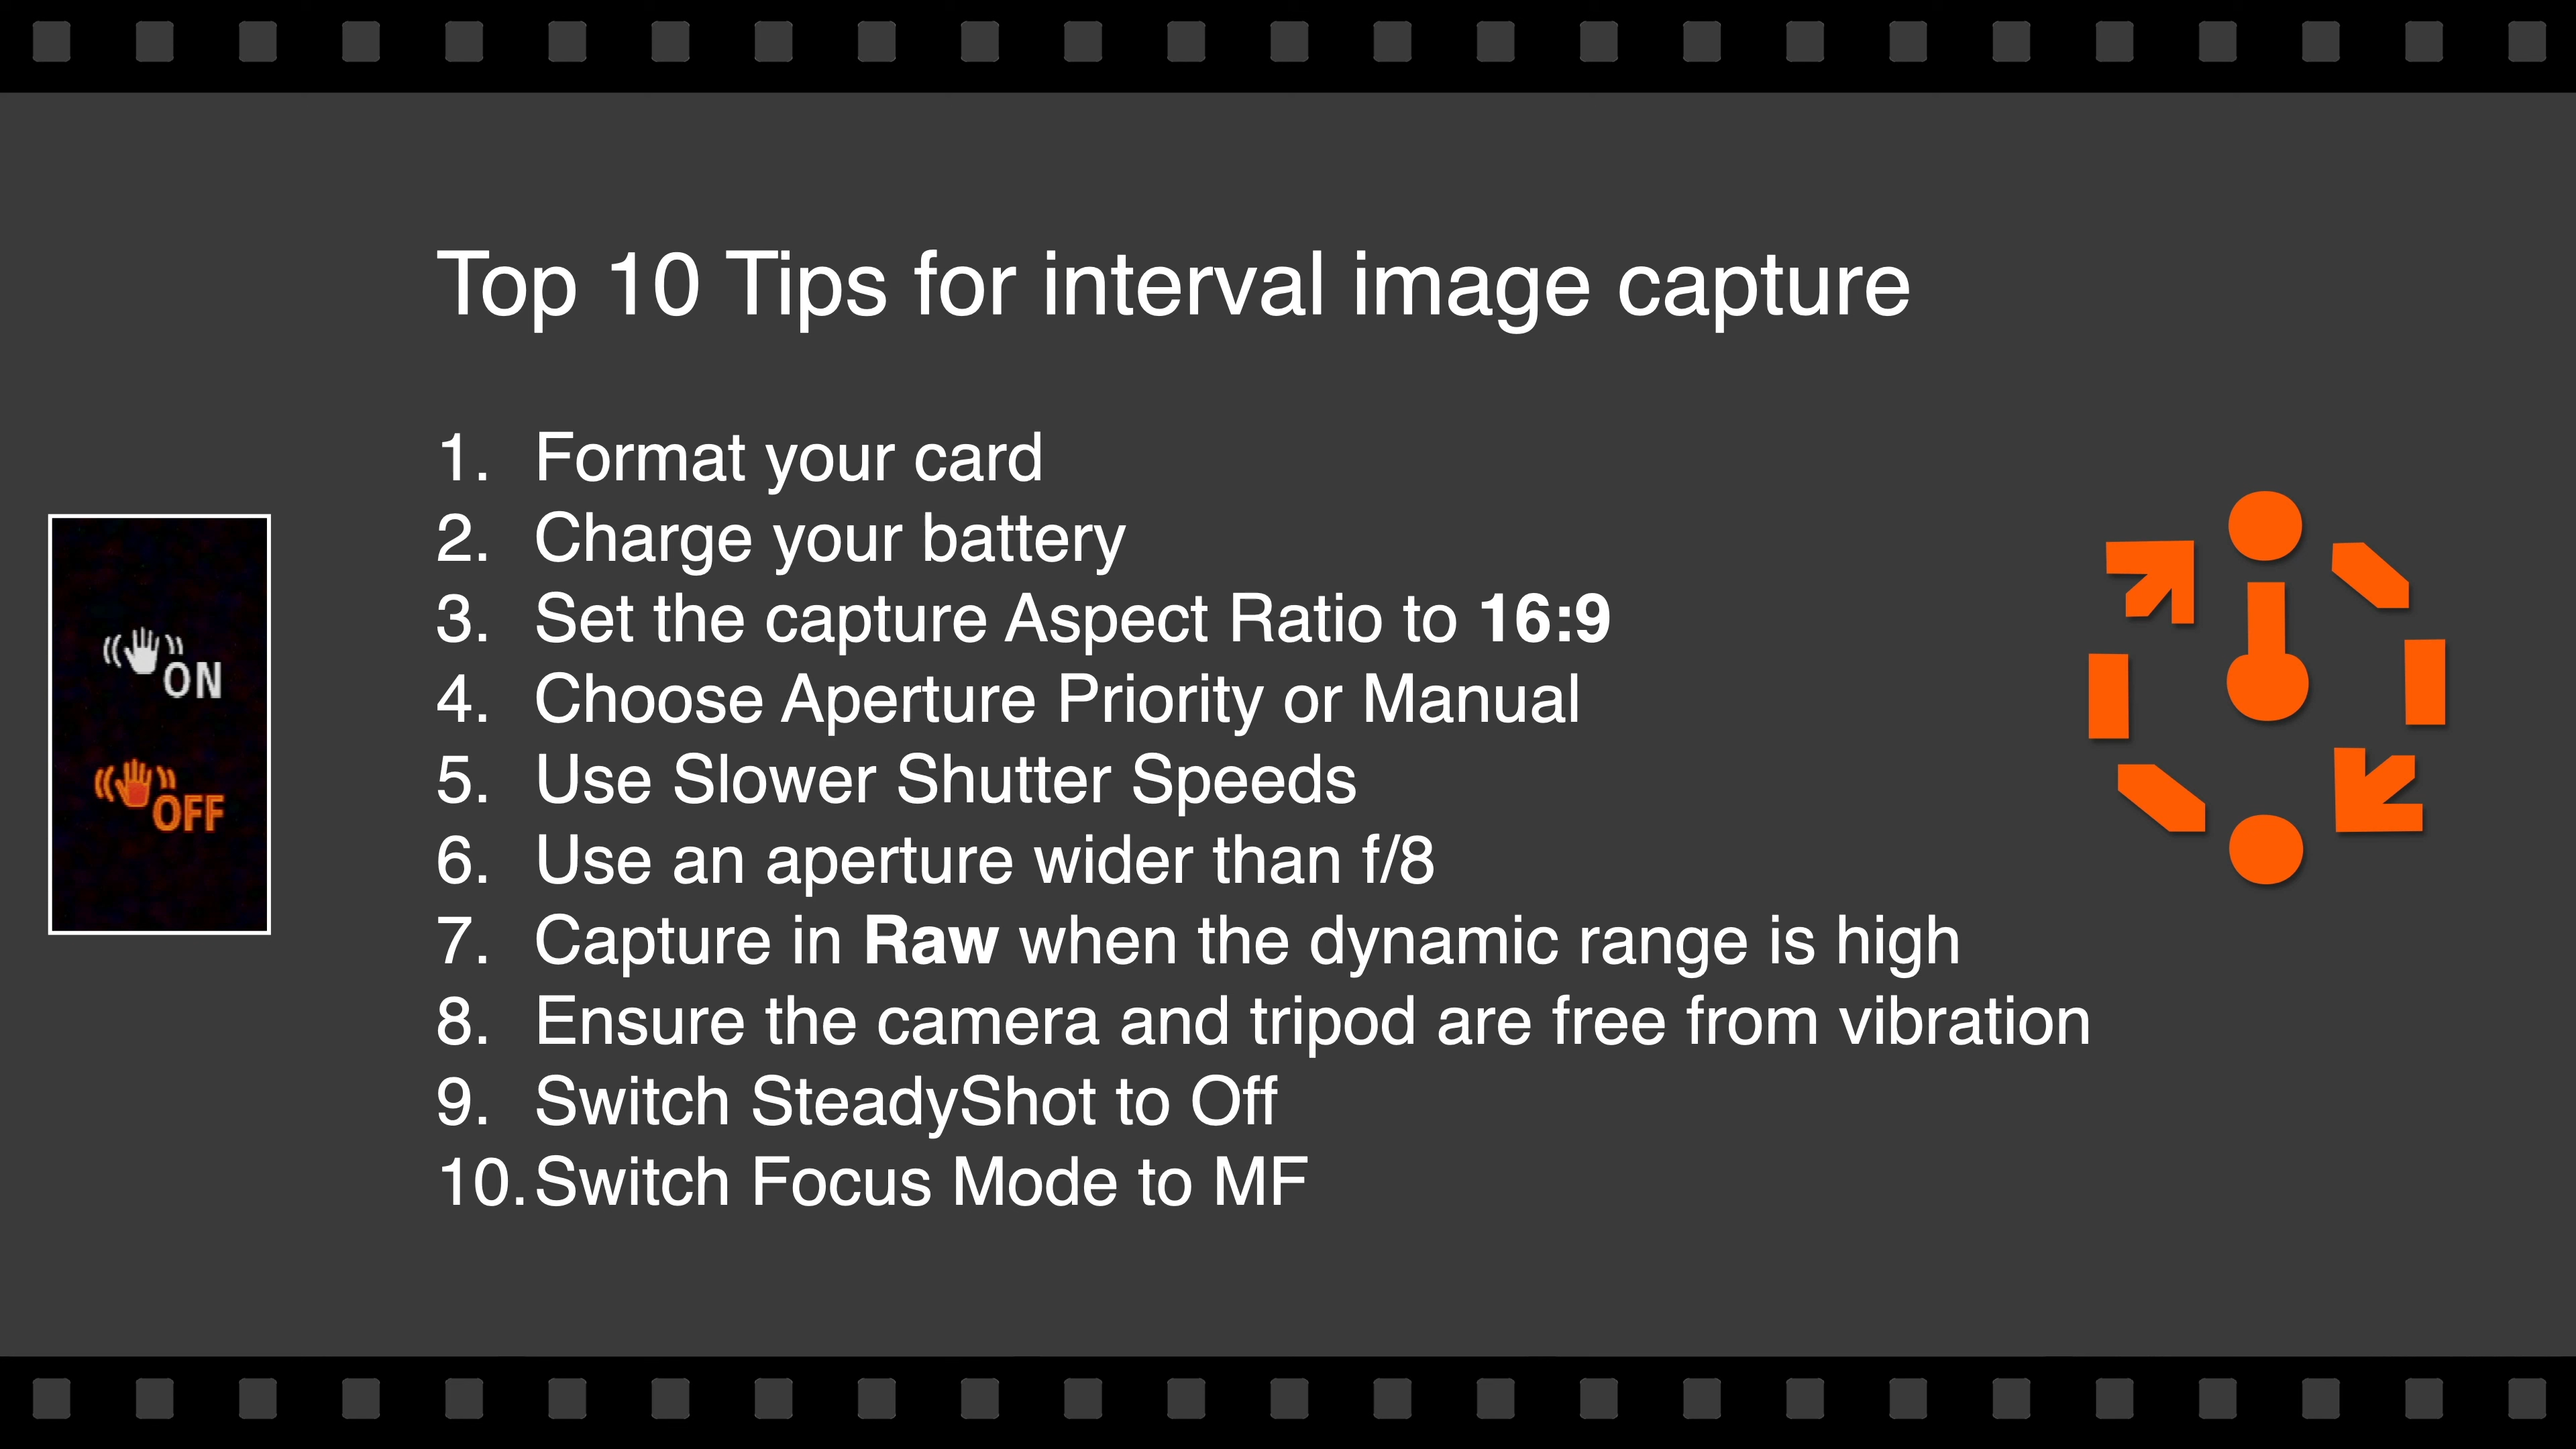 Top 10 Tips for interval image capture
1. Format your card
2. Charge your battery
3. Set the capture Aspect Ratio to 16:9
4. Choose Aperture Priority or Manual
5. Use Slower Shutter Speeds
6. Use an aperture wider than f/8
7. Capture in Raw when the dynamic range is high
8. Ensure the camera and tripod are free from vibration
9. Switch SteadyShot to Off
10. Switch Focus Mode to MF
ON
OFF